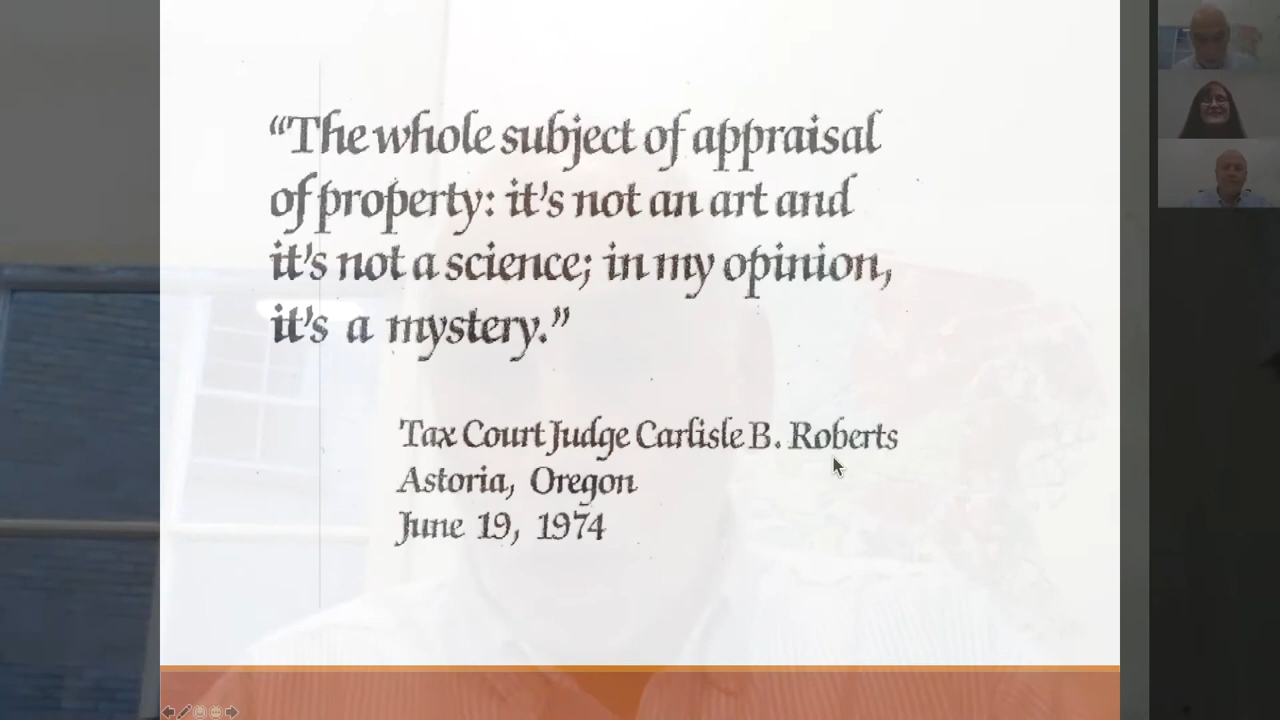 “The whole subject of appraisal
of property: it’s not an art and
it’s not a science; in my opinion,
it’s a mystery.”
Tax Court Judge Carlisle B. Roberts
Astoria, Oregon
June 19, 1974